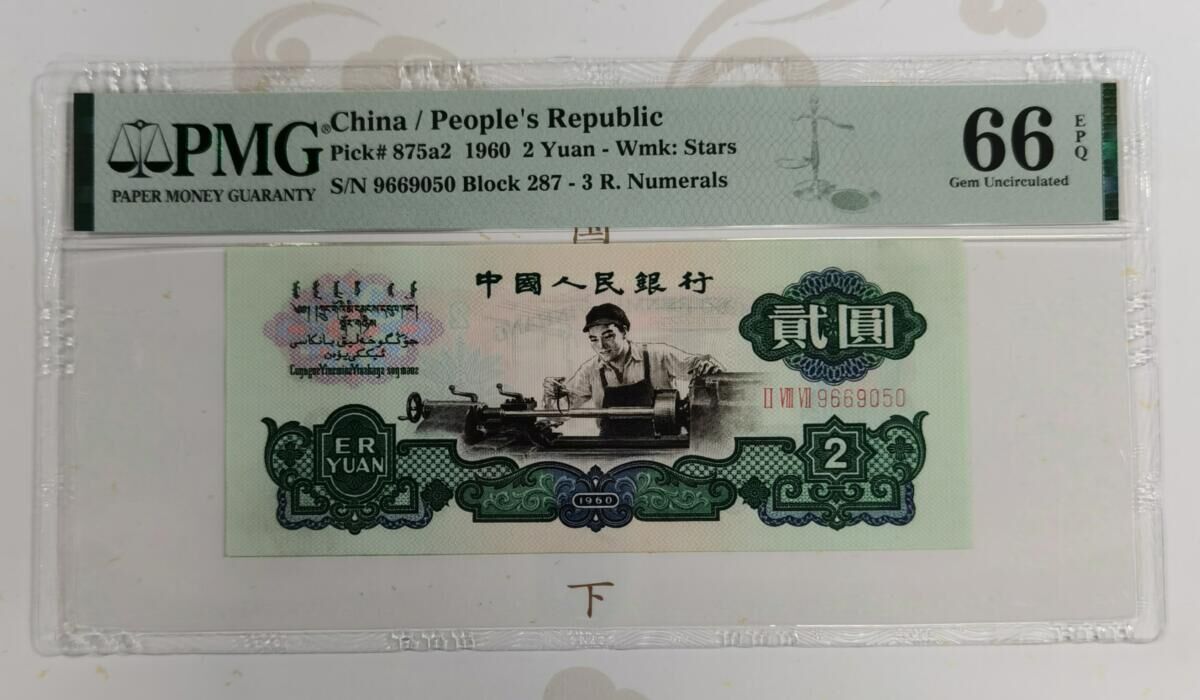 PMG®
PAPER MONEY GUARANTY
China / People's Republic
Pick# 875a2 1960 2 Yuan - Wmk: Stars
S/N 9669050 Block 287 - 3 R. Numerals
66
EPQ
Gem Uncirculated
中國人民銀行
貳圓
II VIII VII 9669050
ER
YUAN
2
1960
下